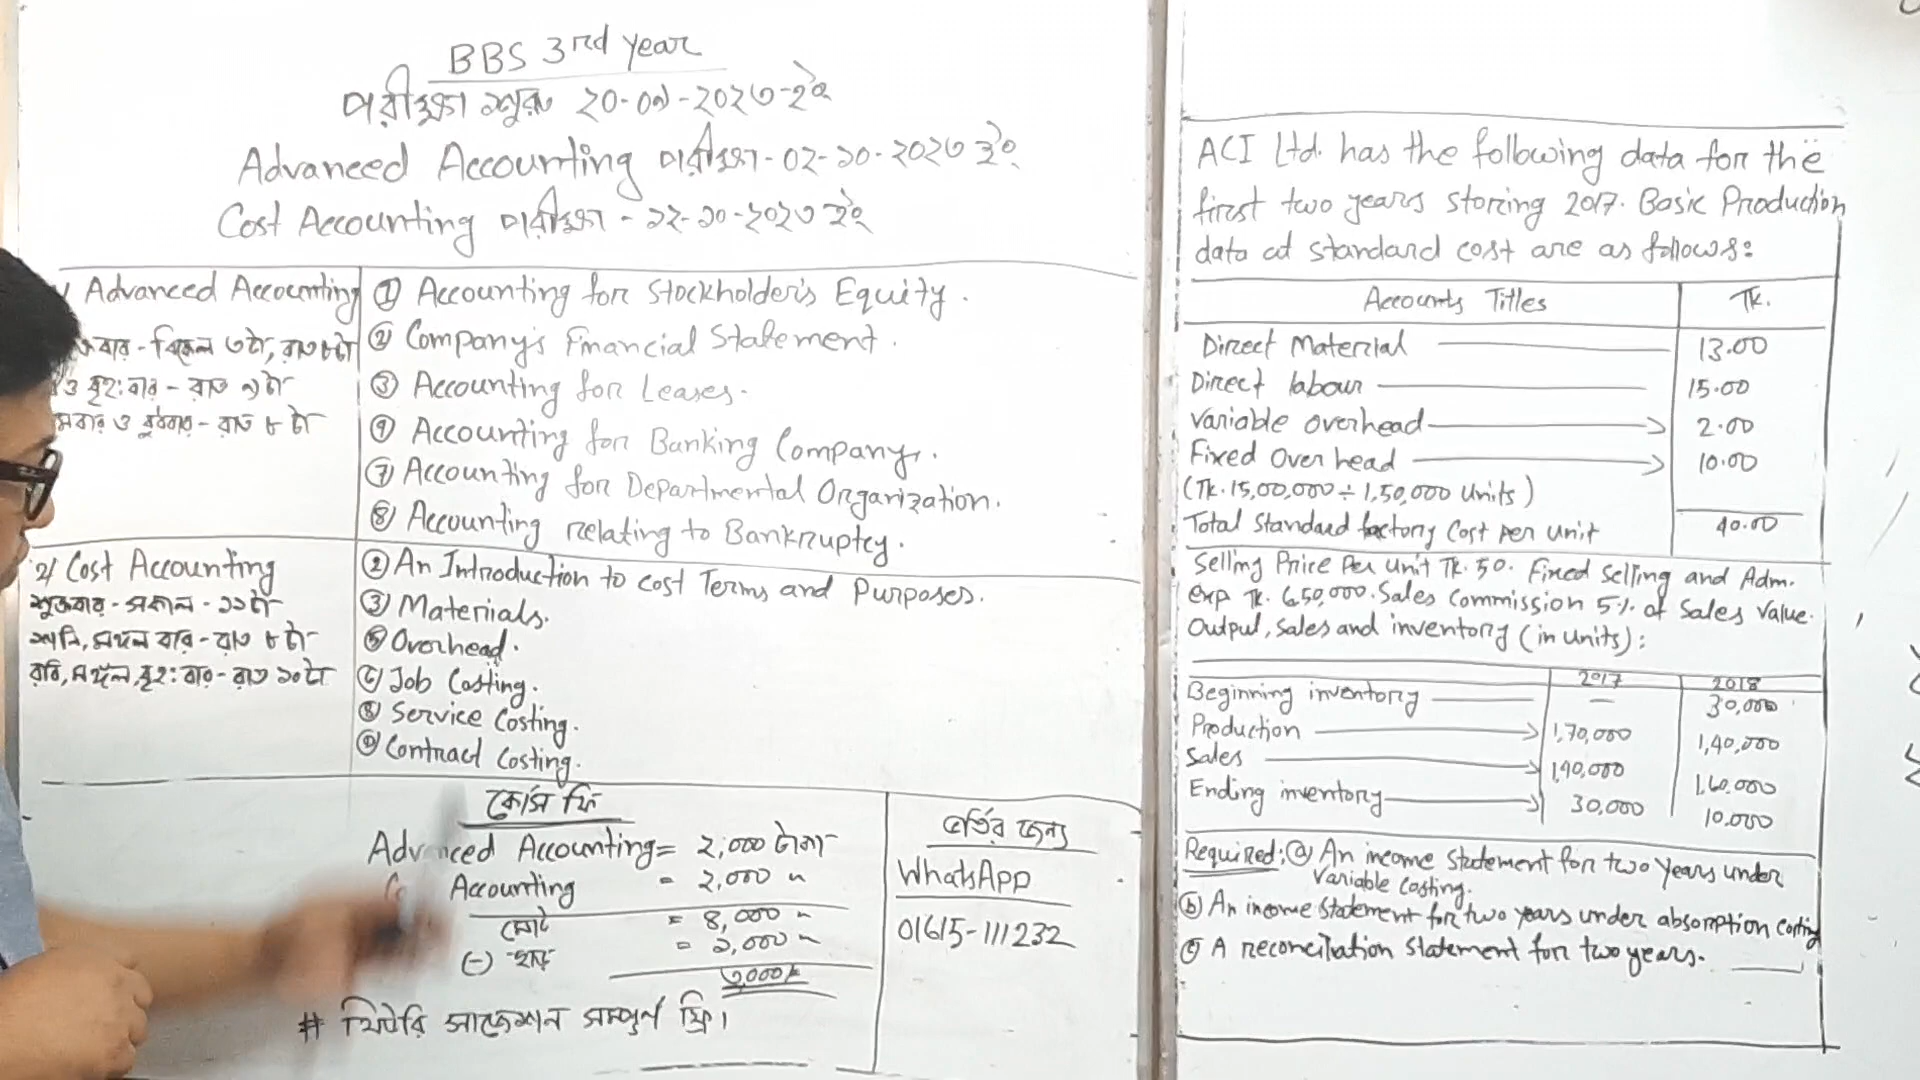 BBS 3rd year
পরীক্ষা শুরু ২০-০৯-২০২৩ ইং
Advanced Accounting পরীক্ষা-০২-১০-২০২৩ ইং
Cost Accounting পরীক্ষা - ১২-১০-২০২৩ ইং
Advanced Accounting
বার - বিকেল ৩টা, রাত ৮টা
ও বৃহ:বার - রাত ৯টা
মবার ও বুধবার - রাত ৮ টা
① Accounting for Stockholder's Equity.
② Company's Financial Statement.
③ Accounting for Leases.
④ Accounting for Banking Company.
⑦ Accounting for Departmental Organization.
⑧ Accounting relating to Bankruptcy.
২/ Cost Accounting
শুক্রবার - সকাল - ১১টা
শনি, মঙ্গল বার - রাত ৮ টা
রবি, মঙ্গল, বৃহ: বার - রাত ১০টা
② An Introduction to cost Terms and Purposes.
③ Materials.
⑤ Overhead.
⑥ Job Costing.
⑧ Service Costing.
⑨ Contract Costing.
কোর্স ফি
Advanced Accounting = ২,০০০ টাকা
Accounting = ২,০০০ "
মোট = ৪,০০০ "
(-) ছাড় = ১,০০০ "
৩,০০০/=
# থিউরি সাজেশন সম্পূর্ণ ফ্রি।
ভর্তির জন্য
WhatsApp
01615-111232
ACI Ltd. has the following data for the
first two years storing 2017. Basic Production
data at standard cost are as follows:
Accounts Titles Tk.
Direct Material 13.00
Direct labour 15.00
Variable overhead 2.00
Fixed Over head 10.00
(Tk. 15,00,000 ÷ 1,50,000 Units)
Total Standard factory Cost per unit 40.00
Selling Price Per Unit Tk. 50. Fixed Selling and Adm.
exp Tk. 650,000. Sales Commission 5% of Sales value.
Output, Sales and inventory (in units):
2017 2018
Beginning inventory — 30,000
Production 1,70,000 1,40,000
Sales 1,40,000 1,60,000
Ending inventory 30,000 10,000
Required: ⓐ An income statement for two years under
Variable Costing.
ⓑ An income statement for two years under absorption costing
ⓒ A reconciliation statement for two years.